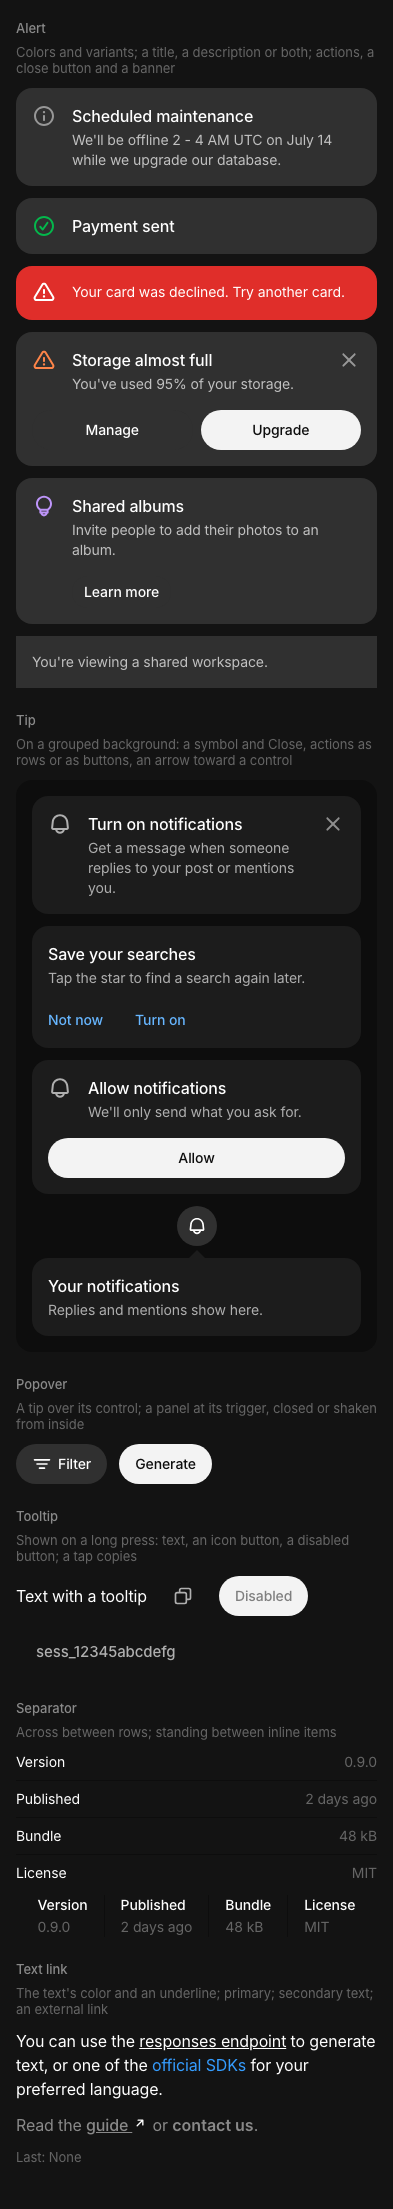 Alert
Colors and variants; a title, a description or both; actions, a
close button and a banner
Scheduled maintenance
We'll be offline 2 - 4 AM UTC on July 14
while we upgrade our database.
Payment sent
Your card was declined. Try another card.
Storage almost full
You've used 95% of your storage.
Manage
Upgrade
Shared albums
Invite people to add their photos to an
album.
Learn more
You're viewing a shared workspace.
Tip
On a grouped background: a symbol and Close, actions as
rows or as buttons, an arrow toward a control
Turn on notifications
Get a message when someone
replies to your post or mentions
you.
Save your searches
Tap the star to find a search again later.
Not now Turn on
Allow notifications
We'll only send what you ask for.
Allow
Your notifications
Replies and mentions show here.
Popover
A tip over its control; a panel at its trigger, closed or shaken
from inside
Filter Generate
Tooltip
Shown on a long press: text, an icon button, a disabled
button; a tap copies
Text with a tooltip Disabled
sess_12345abcdefg
Separator
Across between rows; standing between inline items
Version 0.9.0
Published 2 days ago
Bundle 48 kB
License MIT
Version Published Bundle License
0.9.0 2 days ago 48 kB MIT
Text link
The text's color and an underline; primary; secondary text;
an external link
You can use the responses endpoint to generate
text, or one of the official SDKs for your
preferred language.
Read the guide ↗ or contact us.
Last: None